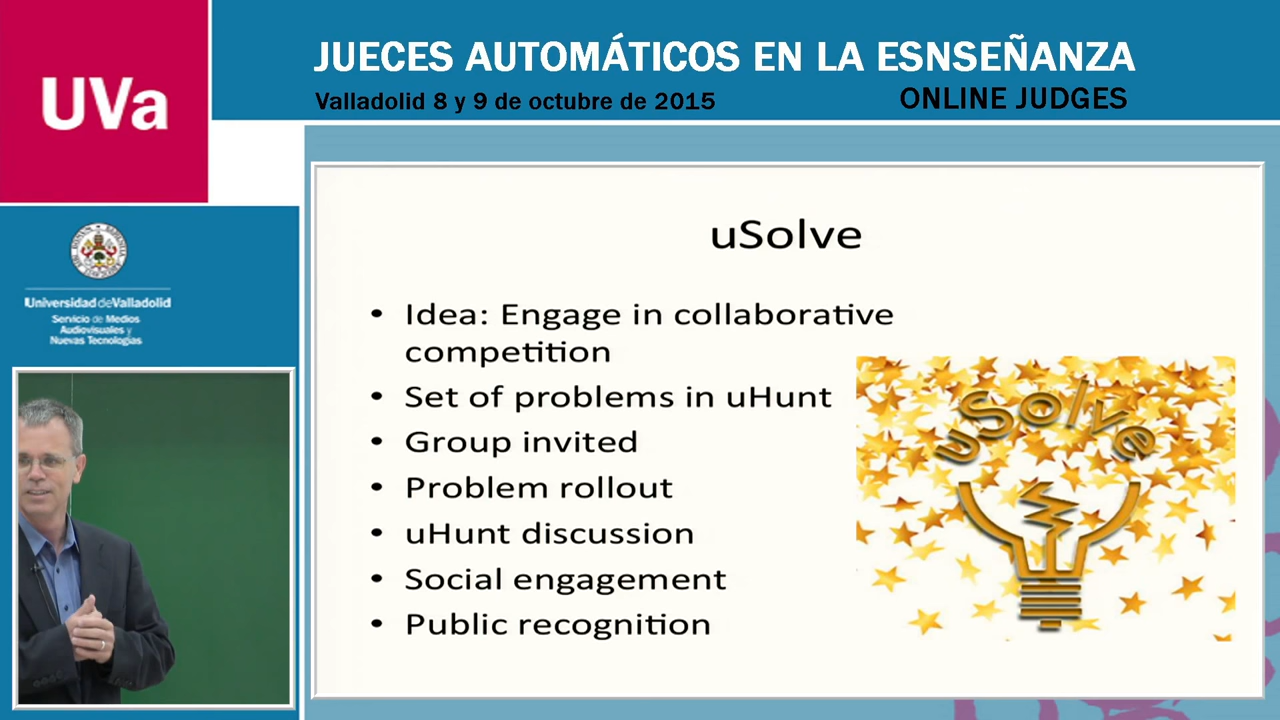 UVa
JUECES AUTOMÁTICOS EN LA ESNSEÑANZA
Valladolid 8 y 9 de octubre de 2015
ONLINE JUDGES
Universidad de Valladolid
Servicio de Medios
Audiovisuales y
Nuevas Tecnologías
uSolve
• Idea: Engage in collaborative
competition
• Set of problems in uHunt
• Group invited
• Problem rollout
• uHunt discussion
• Social engagement
• Public recognition
uSolve